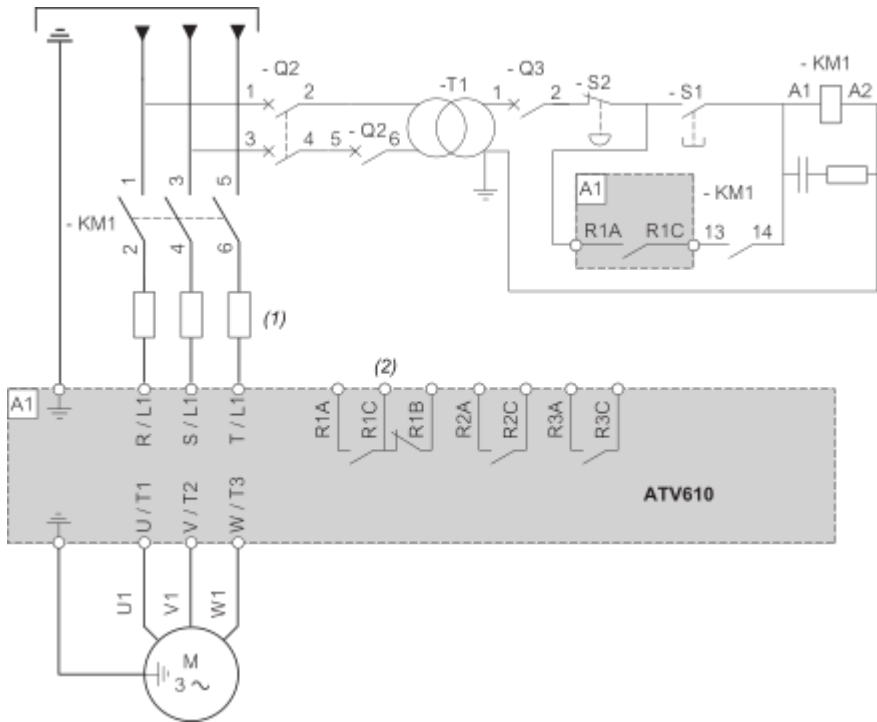 - Q2
1
2
-T1
1
- Q3
2
- S2
- S1
- KM1
A1
A2
3
4
5
- Q2
6
A1
- KM1
R1A
R1C
13
14
1
3
5
- KM1
2
4
6
(1)
(2)
A1
R / L1
S / L1
T / L1
R1A
R1C
R1B
R2A
R2C
R3A
R3C
ATV610
U / T1
V / T2
W / T3
U1
V1
W1
M
3 ~